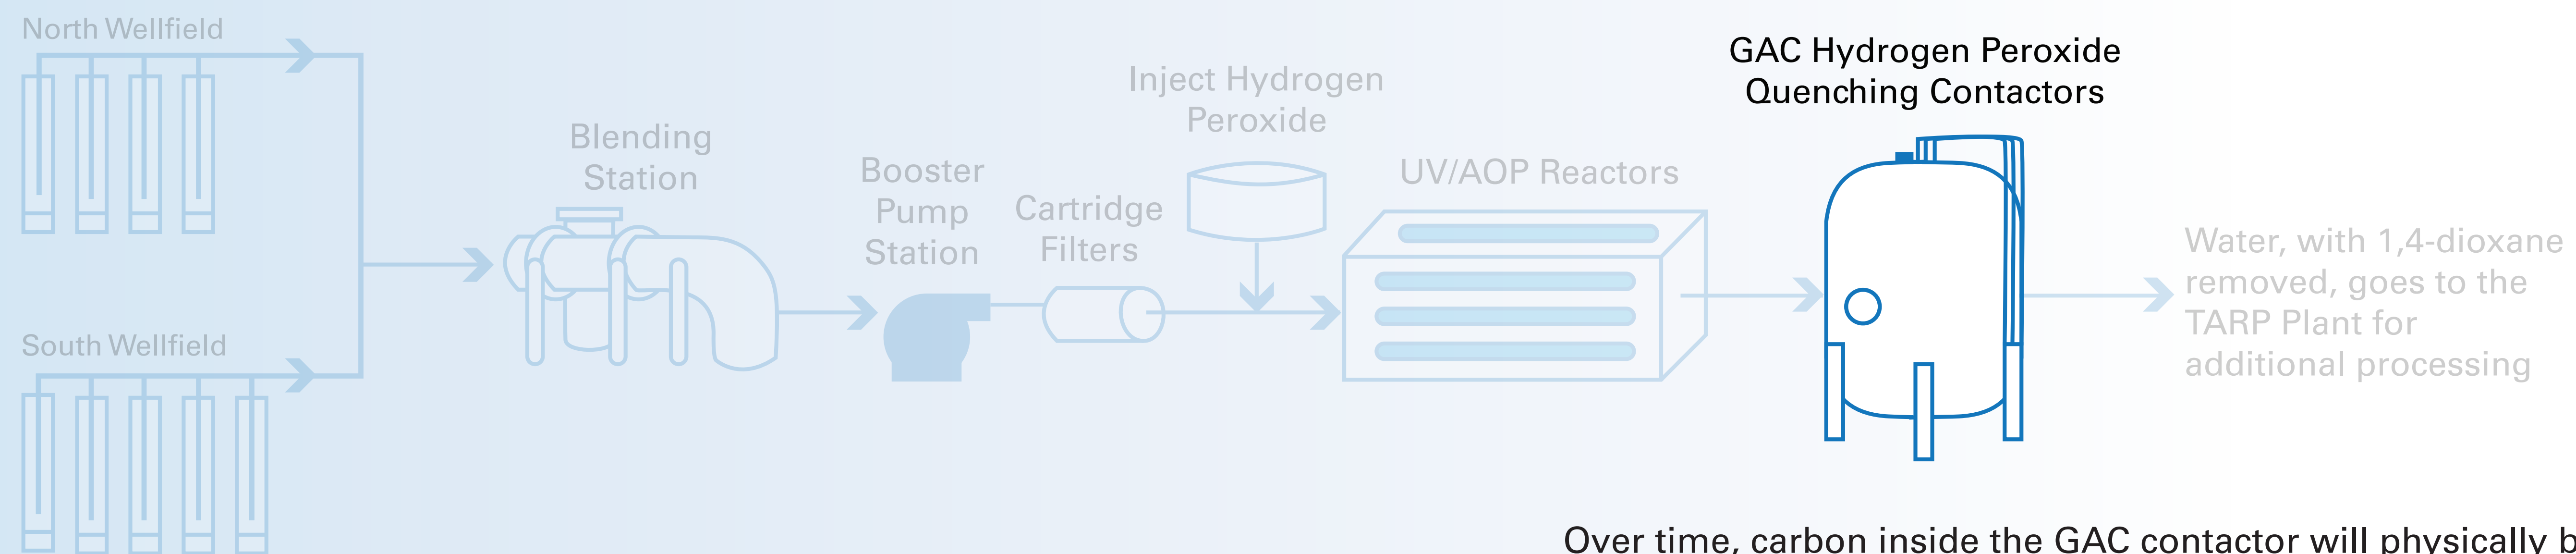 North Wellfield
South Wellfield
Blending
Station
Booster
Pump
Station
Cartridge
Filters
Inject Hydrogen
Peroxide
UV/AOP Reactors
GAC Hydrogen Peroxide
Quenching Contactors
Water, with 1,4-dioxane
removed, goes to the
TARP Plant for
additional processing
Over time, carbon inside the GAC contactor will physically